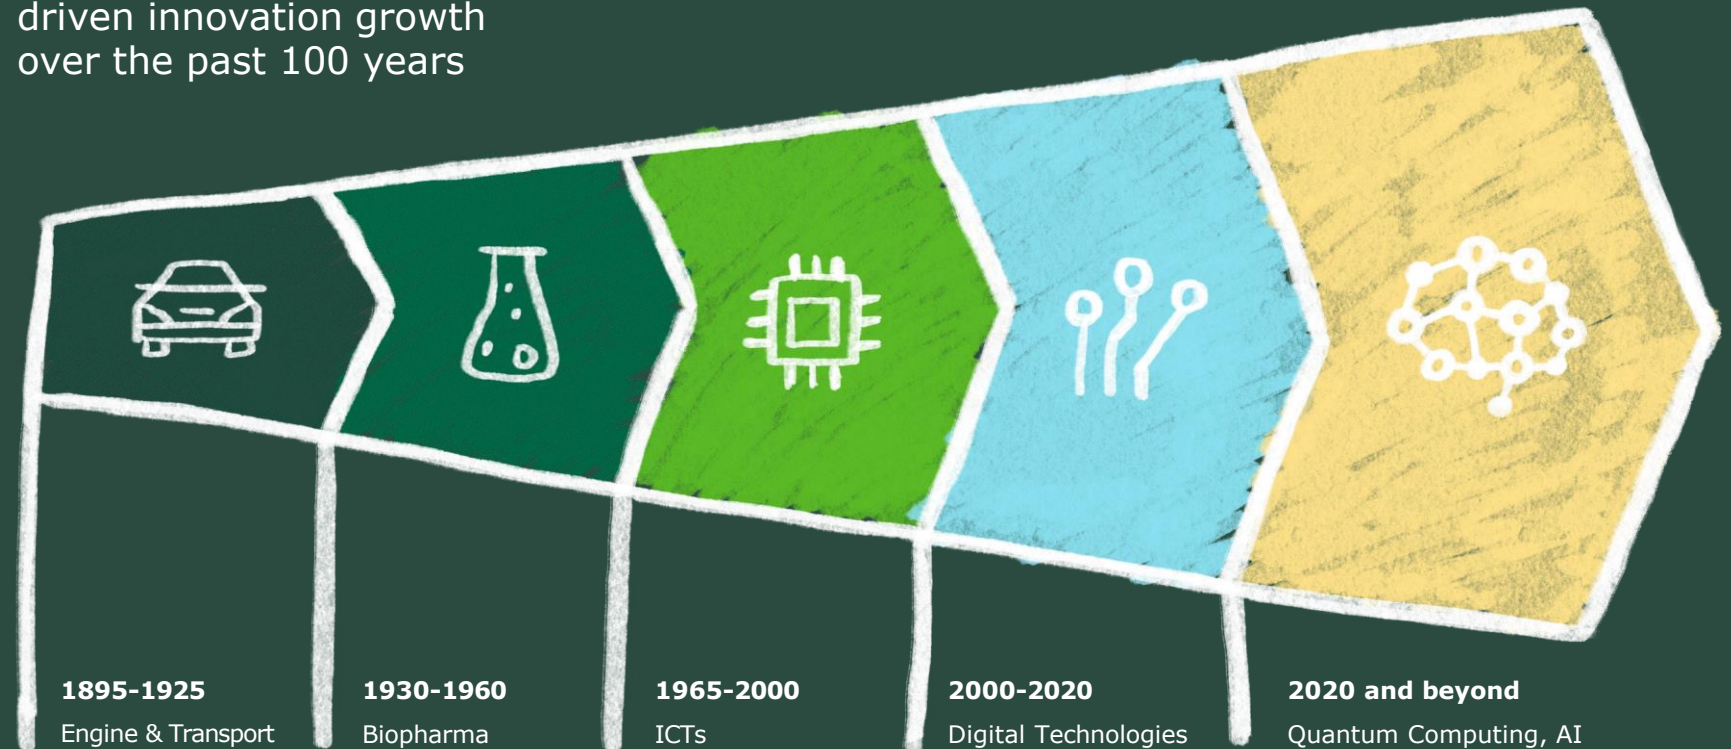 driven innovation growth
over the past 100 years
1895-1925
Engine & Transport
1930-1960
Biopharma
1965-2000
ICTs
2000-2020
Digital Technologies
2020 and beyond
Quantum Computing, AI